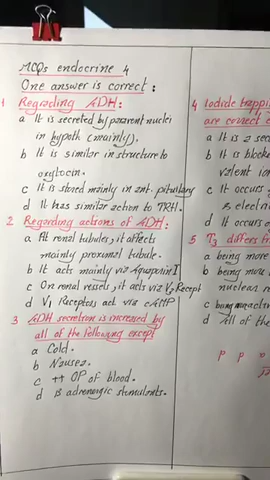 MCQs endocrine 4
One answer is correct:
1 Regrading ADH:
a It is secreted by paravent nuclei
in hypoth (mainly).
b It is similar in structure to
oxytocin.
c It is stored mainly in ant. pituitary
d It has similar action to TRH.
2 Regarding actions of ADH:
a At renal tubules, it affects
mainly proximal tubule.
b It acts mainly via Aquaporin I
c On renal vessels, it acts via V2 Recept
d V1 Receptors act via cAMP
3 ADH secretion is increased by
all of the following except
a Cold.
b Nausea.
c ++ OP of blood.
d B adrenergic stimulants.
4 Iodide trappi
are correct e
a It is a sec
b It is block
valent ion
c It occurs
& elect
d It occurs o
5 T3 differs fr
a being more
b being more
nuclear r
c being more
d All of the
P P